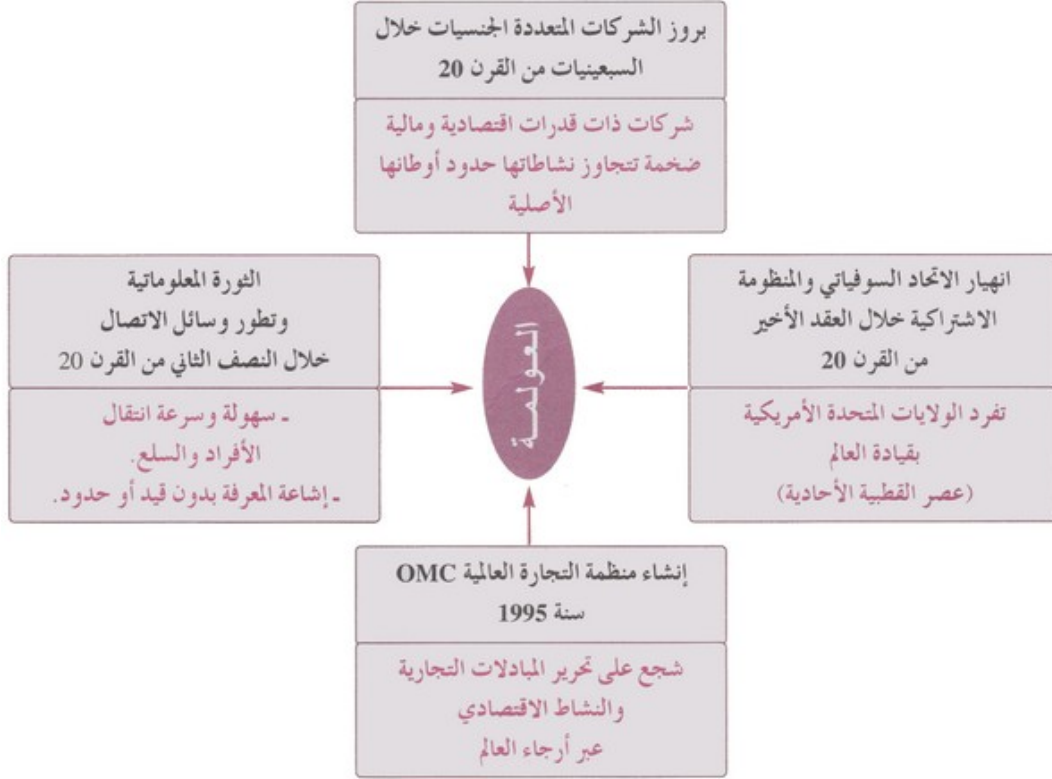 بروز الشركات المتعددة الجنسيات خلال
السبعينيات من القرن 20
شركات ذات قدرات اقتصادية ومالية
ضخمة تتجاوز نشاطاتها حدود أوطانها
الأصلية
انهيار الاتحاد السوفياتي والمنظومة
الاشتراكية خلال العقد الأخير
من القرن 20
تفرد الولايات المتحدة الأمريكية
بقيادة العالم
(عصر القطبية الأحادية)
العولمة
الثورة المعلوماتية
وتطور وسائل الاتصال
خلال النصف الثاني من القرن 20
ـ سهولة وسرعة انتقال
الأفراد والسلع.
ـ إشاعة المعرفة بدون قيد أو حدود.
إنشاء منظمة التجارة العالمية OMC
سنة 1995
شجع على تحرير المبادلات التجارية
والنشاط الاقتصادي
عبر أرجاء العالم